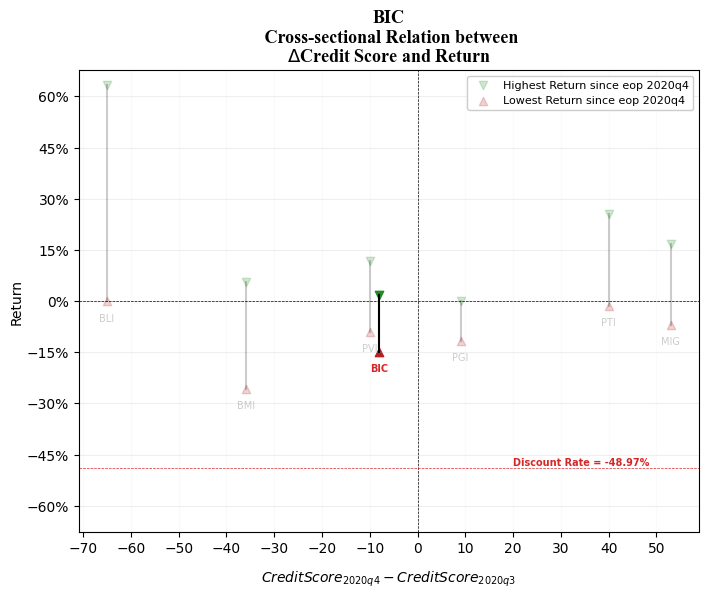 BIC
Cross-sectional Relation between
ΔCredit Score and Return
Highest Return since eop 2020q4
Lowest Return since eop 2020q4
60%
45%
30%
15%
0%
−15%
−30%
−45%
−60%
Return
BLI
BMI
PVI
BIC
PGI
PTI
MIG
Discount Rate = -48.97%
−70 −60 −50 −40 −30 −20 −10 0 10 20 30 40 50
CreditScore2020q4 − CreditScore2020q3